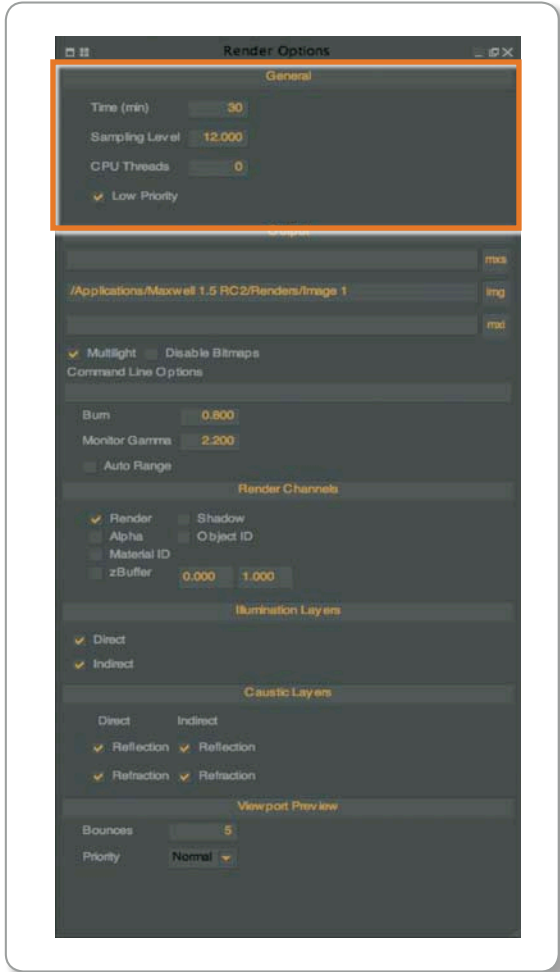 Render Options
General
Time (min) 30
Sampling Level 12.000
CPU Threads 0
Low Priority
Output
mxs
/Applications/Maxwell 1.5 RC2/Renders/Image 1 img
mxi
Multilight Disable Bitmaps
Command Line Options
Burn 0.800
Monitor Gamma 2.200
Auto Range
Render Channels
Render Shadow
Alpha Object ID
Material ID
zBuffer 0.000 1.000
Illumination Layers
Direct
Indirect
Caustic Layers
Direct Indirect
Reflection Reflection
Refraction Refraction
Viewport Preview
Bounces 5
Priority Normal